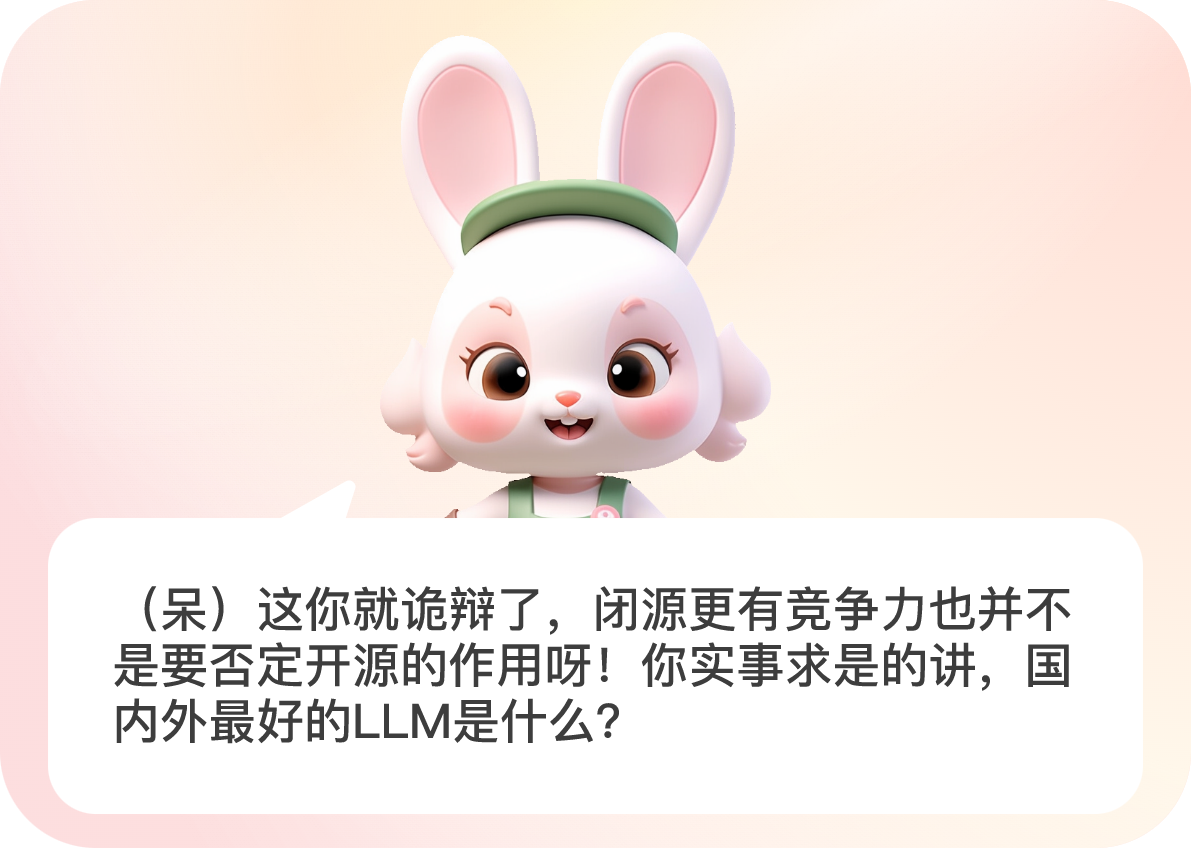 （呆）这你就诡辩了，闭源更有竞争力也并不
是要否定开源的作用呀！你实事求是的讲，国
内外最好的LLM是什么？